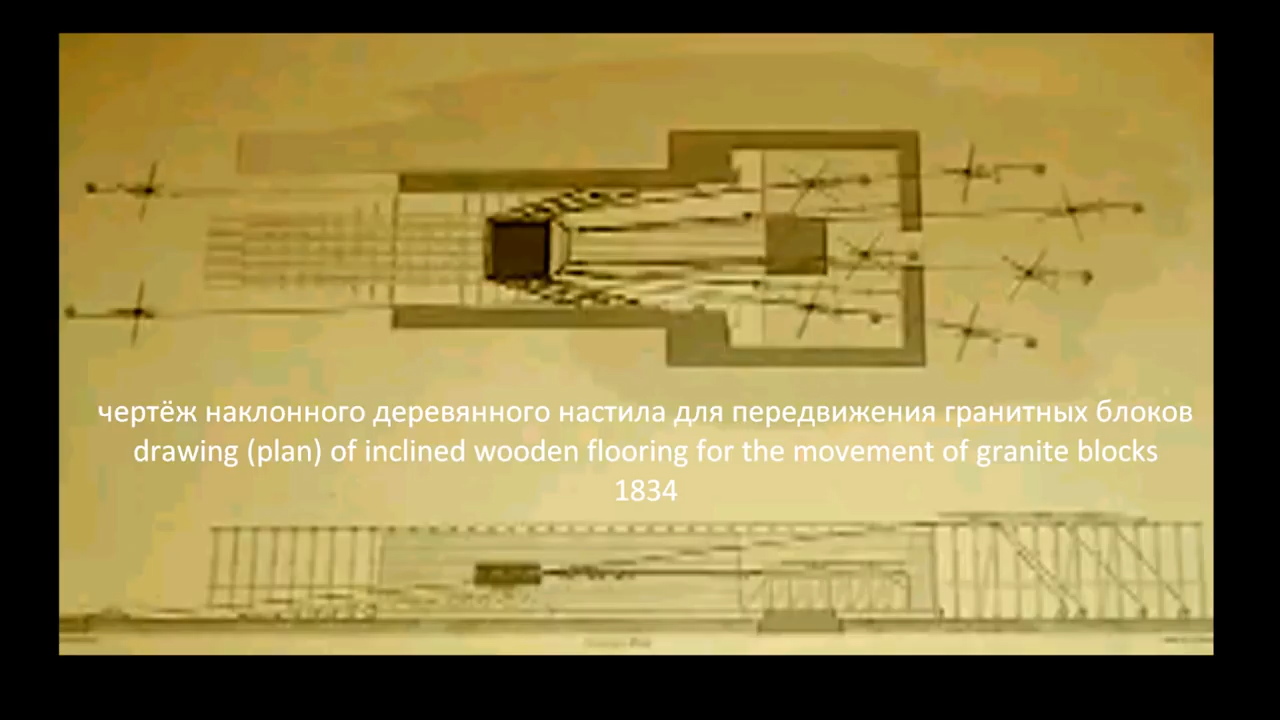 чертёж наклонного деревянного настила для передвижения гранитных блоков
drawing (plan) of inclined wooden flooring for the movement of granite blocks
1834